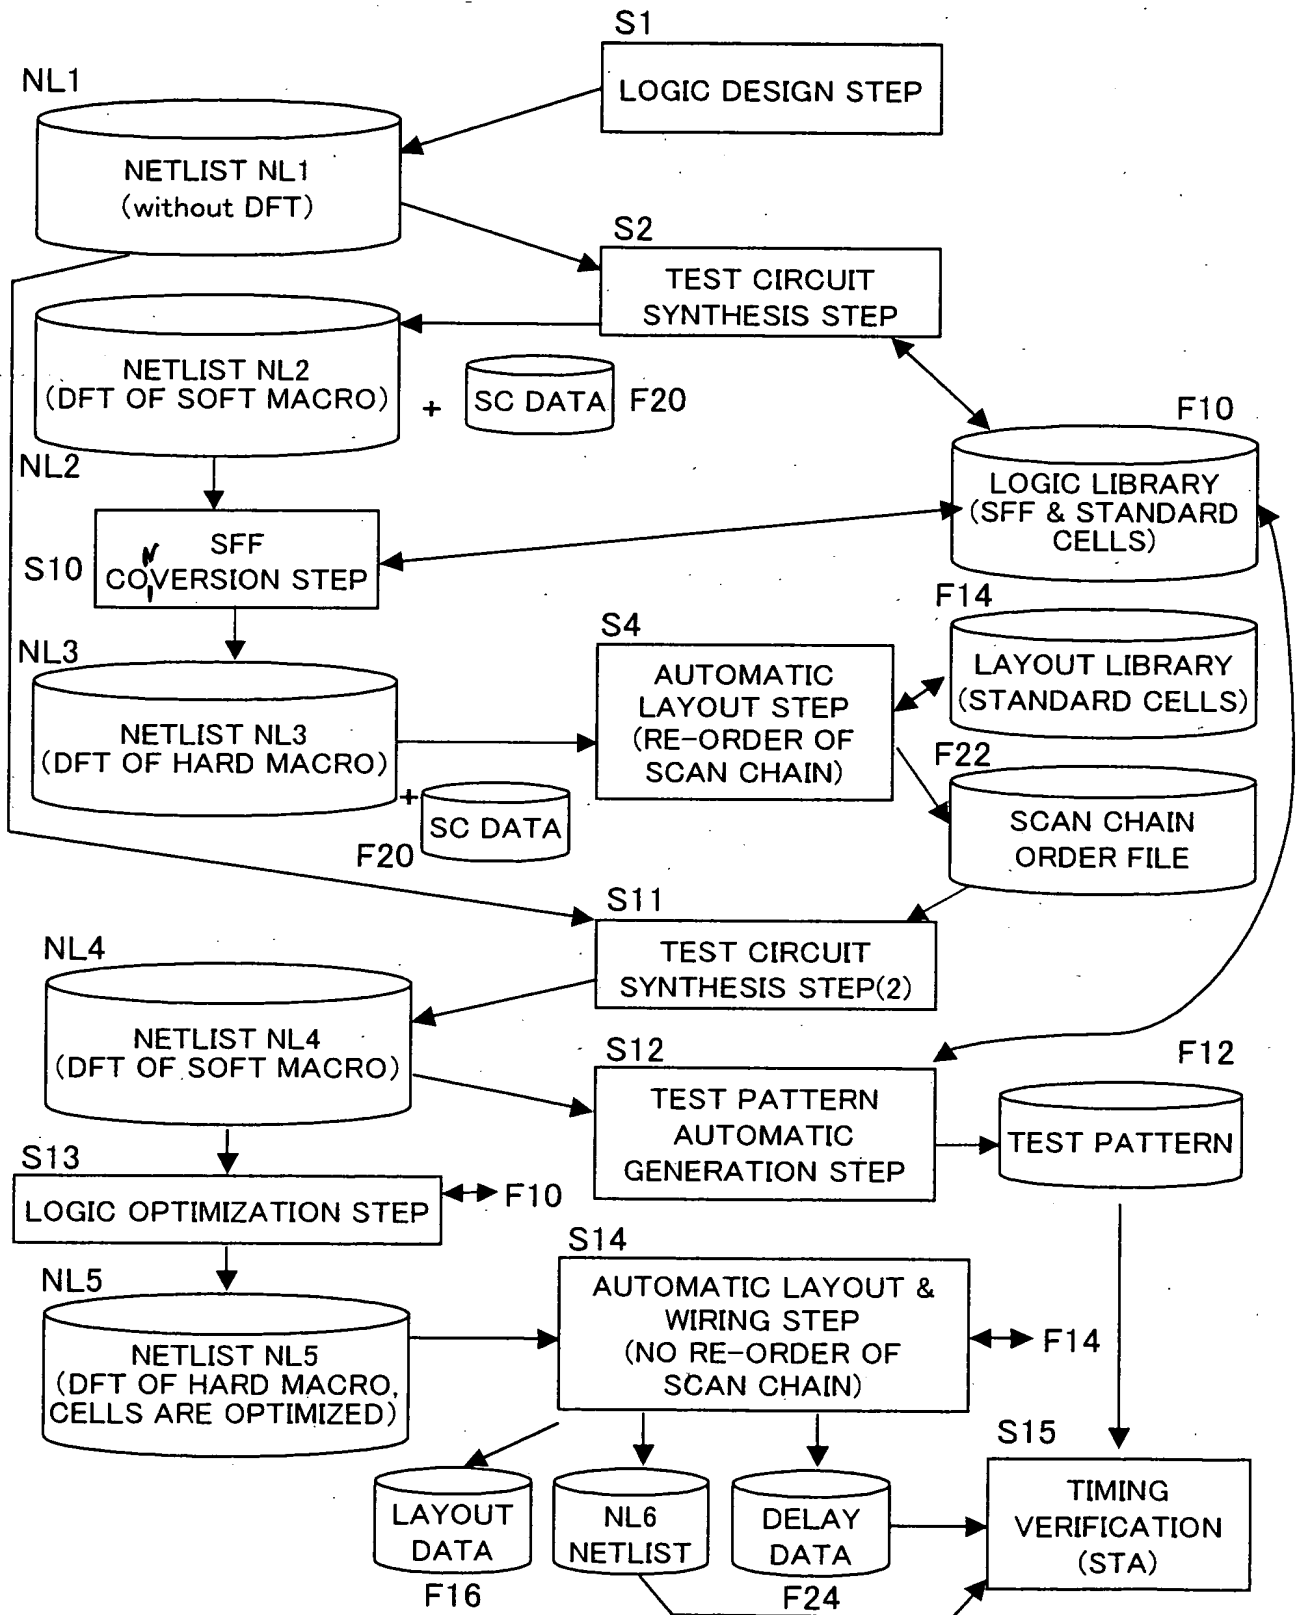 S1
LOGIC DESIGN STEP
NL1
NETLIST NL1
(without DFT)
S2
TEST CIRCUIT
SYNTHESIS STEP
NETLIST NL2
(DFT OF SOFT MACRO)
+
SC DATA
F20
NL2
F10
LOGIC LIBRARY
(SFF & STANDARD
CELLS)
S10
SFF
CONVERSION STEP
F14
LAYOUT LIBRARY
(STANDARD CELLS)
S4
AUTOMATIC
LAYOUT STEP
(RE-ORDER OF
SCAN CHAIN)
NL3
NETLIST NL3
(DFT OF HARD MACRO)
+
SC DATA
F20
F22
SCAN CHAIN
ORDER FILE
S11
TEST CIRCUIT
SYNTHESIS STEP(2)
NL4
NETLIST NL4
(DFT OF SOFT MACRO)
S12
TEST PATTERN
AUTOMATIC
GENERATION STEP
F12
TEST PATTERN
S13
LOGIC OPTIMIZATION STEP
F10
S14
AUTOMATIC LAYOUT &
WIRING STEP
(NO RE-ORDER OF
SCAN CHAIN)
F14
NL5
NETLIST NL5
(DFT OF HARD MACRO,
CELLS ARE OPTIMIZED)
S15
TIMING
VERIFICATION
(STA)
LAYOUT
DATA
F16
NL6
NETLIST
DELAY
DATA
F24